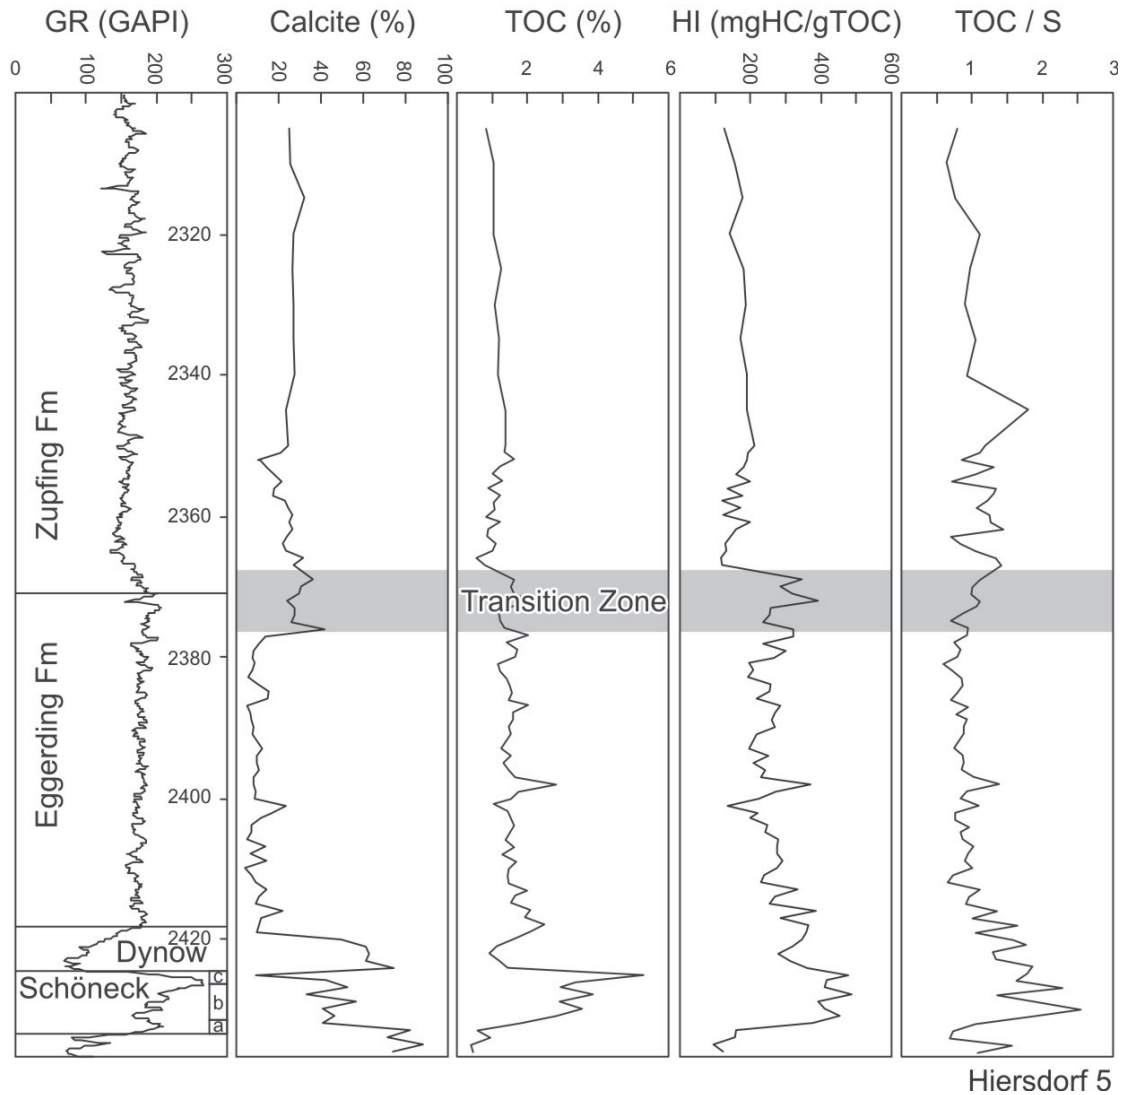 GR (GAPI) Calcite (%) TOC (%) HI (mgHC/gTOC) TOC / S
0 100 200 300 20 40 60 80 100 2 4 6 200 400 600 1 2 3
2320
2340
Zupfing Fm
2360
Transition Zone
2380
Eggerding Fm
2400
2420
Dynow
Schöneck c
b
a
Hiersdorf 5